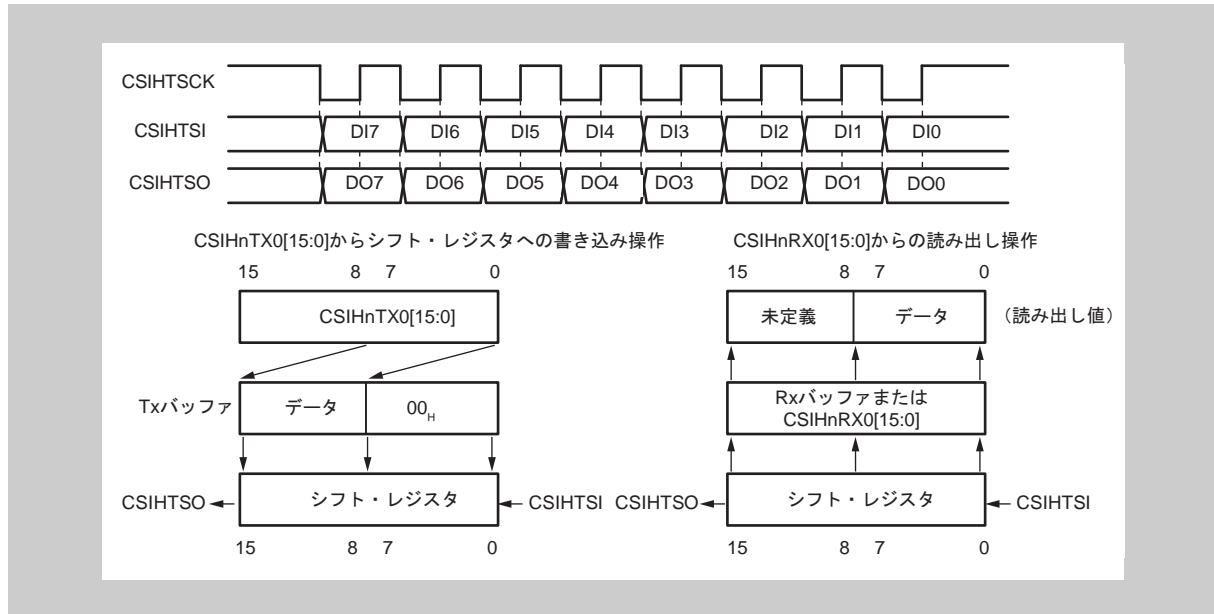 CSIHTSCK
CSIHTSI DI7 DI6 DI5 DI4 DI3 DI2 DI1 DI0
CSIHTSO DO7 DO6 DO5 DO4 DO3 DO2 DO1 DO0
CSIHnTX0[15:0]からシフト・レジスタへの書き込み操作
15 8 7 0
CSIHnTX0[15:0]
Txバッファ データ 00H
CSIHTSO シフト・レジスタ CSIHTSI
15 8 7 0
CSIHnRX0[15:0]からの読み出し操作
15 8 7 0
未定義 データ （読み出し値）
Rxバッファまたは
CSIHnRX0[15:0]
CSIHTSO シフト・レジスタ CSIHTSI
15 8 7 0